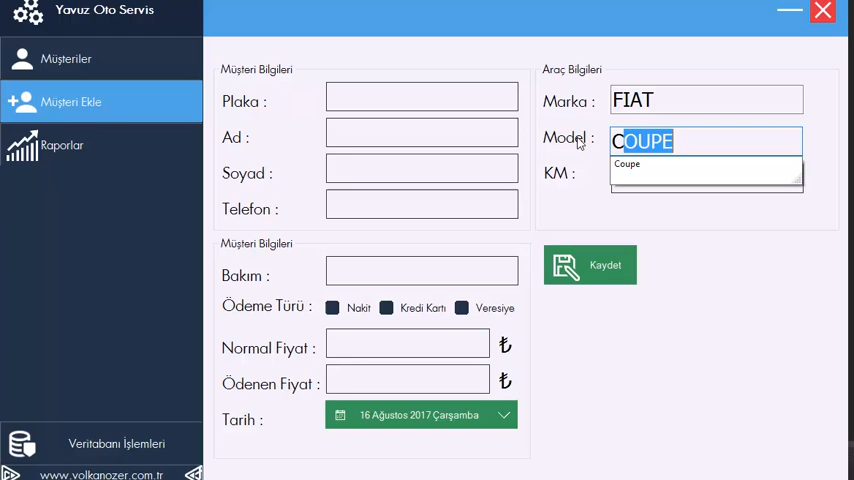 Yavuz Oto Servis
Müşteriler
Müşteri Ekle
Raporlar
Veritabanı İşlemleri
www.volkanozer.com.tr
Müşteri Bilgileri
Plaka :
Ad :
Soyad :
Telefon :
Araç Bilgileri
Marka : FIAT
Model : COUPE
Coupe
KM :
Müşteri Bilgileri
Bakım :
Ödeme Türü : Nakit Kredi Kartı Veresiye
Normal Fiyat : ₺
Ödenen Fiyat : ₺
Tarih : 16 Ağustos 2017 Çarşamba
Kaydet